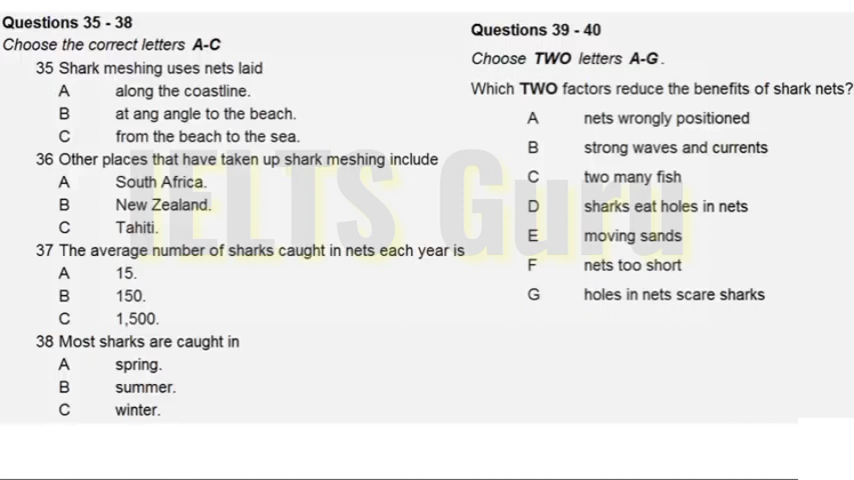 Questions 35 - 38
Choose the correct letters A-C
35 Shark meshing uses nets laid
A along the coastline.
B at ang angle to the beach.
C from the beach to the sea.
36 Other places that have taken up shark meshing include
A South Africa.
B New Zealand.
C Tahiti.
37 The average number of sharks caught in nets each year is
A 15.
B 150.
C 1,500.
38 Most sharks are caught in
A spring.
B summer.
C winter.
Questions 39 - 40
Choose TWO letters A-G.
Which TWO factors reduce the benefits of shark nets?
A nets wrongly positioned
B strong waves and currents
C two many fish
D sharks eat holes in nets
E moving sands
F nets too short
G holes in nets scare sharks
IELTS Guru